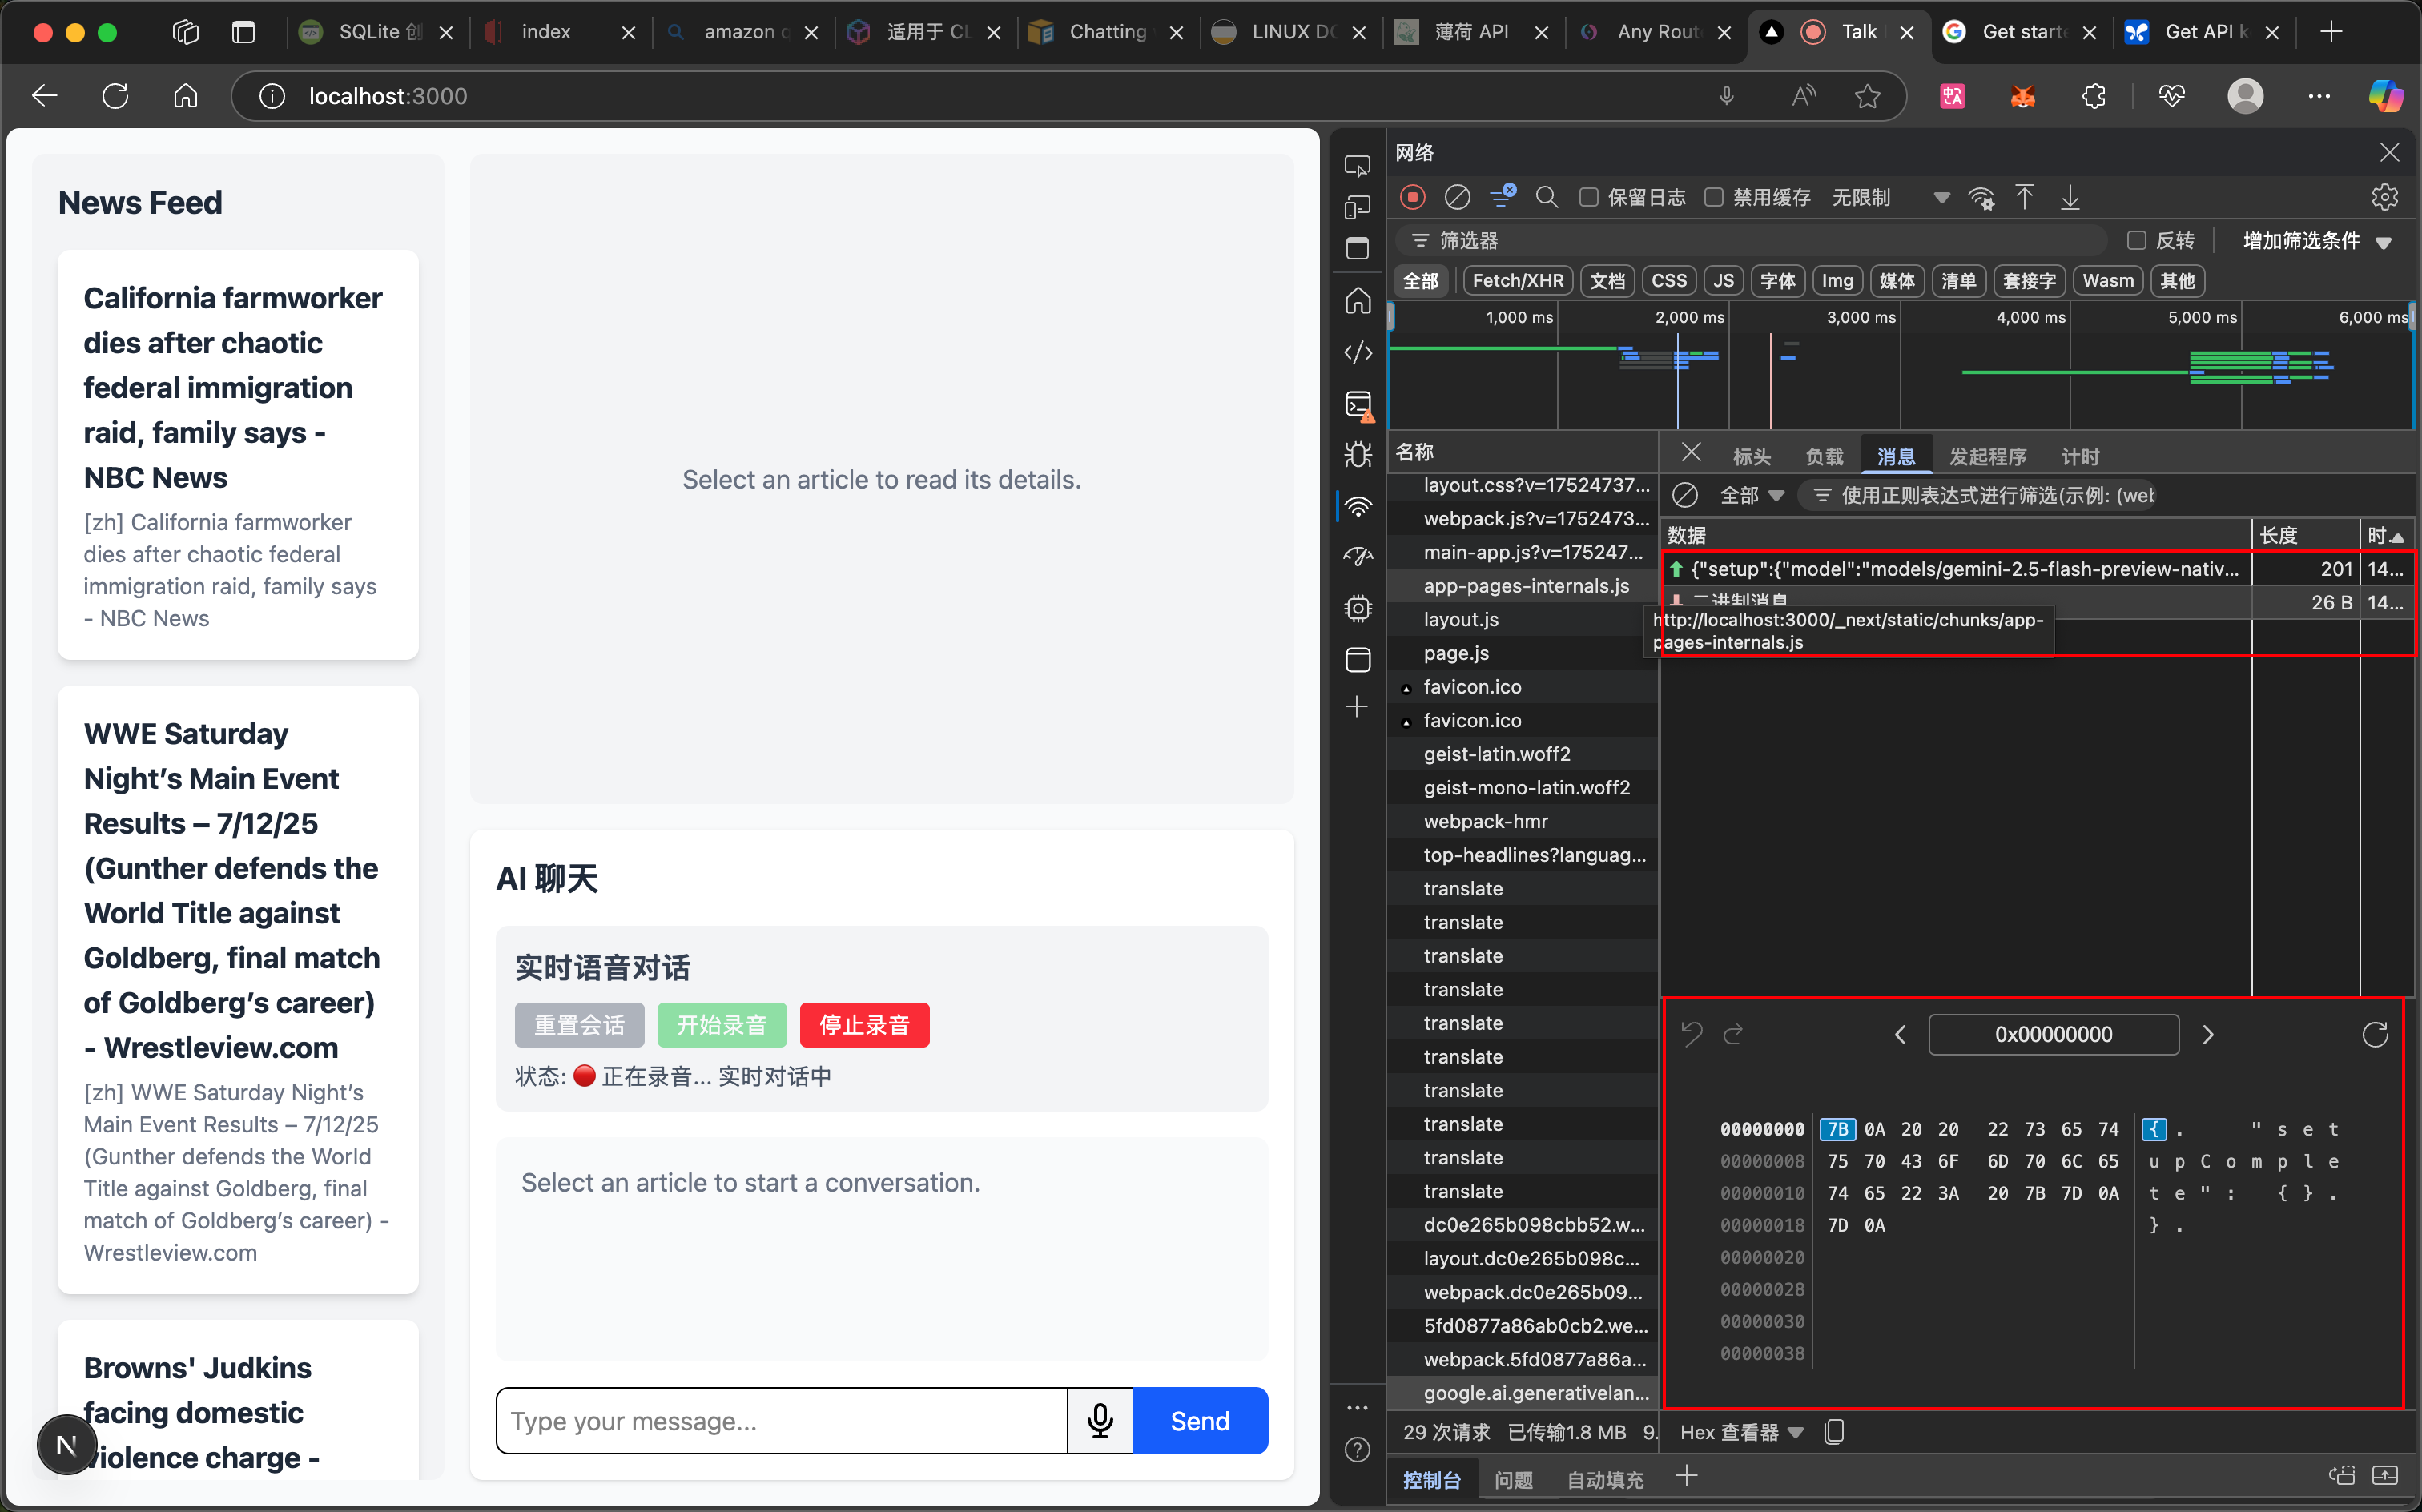 SQLite 创
index
amazon q
适用于 CL
Chatting
LINUX DO
薄荷 API
Any Rout
Talk
Get starte
Get API k
localhost:3000
News Feed
California farmworker
dies after chaotic
federal immigration
raid, family says -
NBC News
[zh] California farmworker
dies after chaotic federal
immigration raid, family says
- NBC News
WWE Saturday
Night’s Main Event
Results – 7/12/25
(Gunther defends the
World Title against
Goldberg, final match
of Goldberg’s career)
- Wrestleview.com
[zh] WWE Saturday Night’s
Main Event Results – 7/12/25
(Gunther defends the World
Title against Goldberg, final
match of Goldberg’s career) -
Wrestleview.com
Browns' Judkins
facing domestic
violence charge -
N
Select an article to read its details.
AI 聊天
实时语音对话
重置会话
开始录音
停止录音
状态: 🔴 正在录音... 实时对话中
Select an article to start a conversation.
Type your message...
Send
网络
保留日志
禁用缓存
无限制
筛选器
反转
增加筛选条件
全部
Fetch/XHR
文档
CSS
JS
字体
Img
媒体
清单
套接字
Wasm
其他
1,000 ms
2,000 ms
3,000 ms
4,000 ms
5,000 ms
6,000 ms
名称
layout.css?v=17524737...
webpack.js?v=1752473...
main-app.js?v=175247...
app-pages-internals.js
layout.js
page.js
favicon.ico
favicon.ico
geist-latin.woff2
geist-mono-latin.woff2
webpack-hmr
top-headlines?languag...
translate
translate
translate
translate
translate
translate
translate
translate
translate
translate
dc0e265b098cbb52.w...
layout.dc0e265b098c...
webpack.dc0e265b09...
5fd0877a86ab0cb2.we...
webpack.5fd0877a86a...
google.ai.generativelan...
29 次请求
已传输1.8 MB
9.
标头
负载
消息
发起程序
计时
全部
使用正则表达式进行筛选(示例: (web
数据
长度
时
{"setup":{"model":"models/gemini-2.5-flash-preview-nativ...
201
14...
二进制消息
26 B
14...
http://localhost:3000/_next/static/chunks/app-
pages-internals.js
0x00000000
00000000 7B 0A 20 20 22 73 65 74 { . " s e t
00000008 75 70 43 6F 6D 70 6C 65 u p C o m p l e
00000010 74 65 22 3A 20 7B 7D 0A t e " : { } .
00000018 7D 0A } .
00000020
00000028
00000030
00000038
Hex 查看器
控制台
问题
自动填充